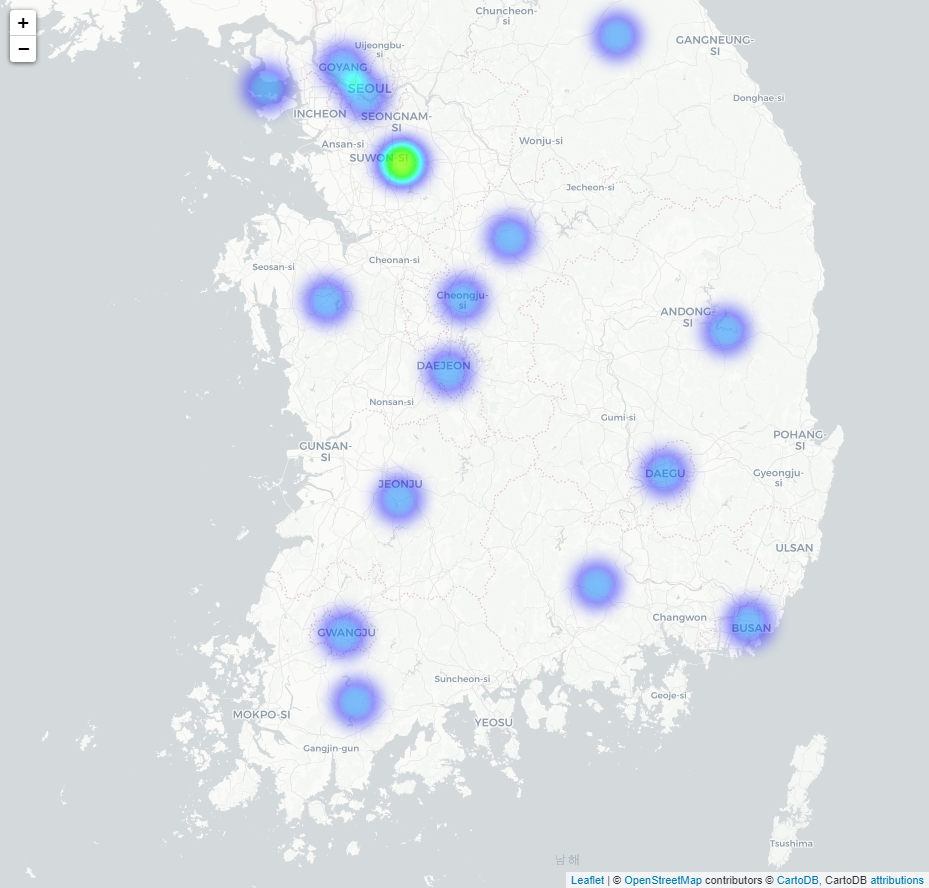 +
−
Chuncheon-
si
GANGNEUNG-
SI
Uijeongbu-
si
GOYANG
SEOUL
Donghae-si
INCHEON
SEONGNAM-
SI
Ansan-si
Wonju-si
SUWON-SI
Jecheon-si
Cheonan-si
Seosan-si
Cheongju-
si
ANDONG-
SI
DAEJEON
Nonsan-si
Gumi-si
POHANG-
SI
GUNSAN-
SI
DAEGU
Gyeongju-
si
JEONJU
ULSAN
Changwon
BUSAN
GWANGJU
Suncheon-si
Geoje-si
MOKPO-SI
YEOSU
Gangjin-gun
Tsushima
남해
Leaflet | © OpenStreetMap contributors © CartoDB, CartoDB attributions